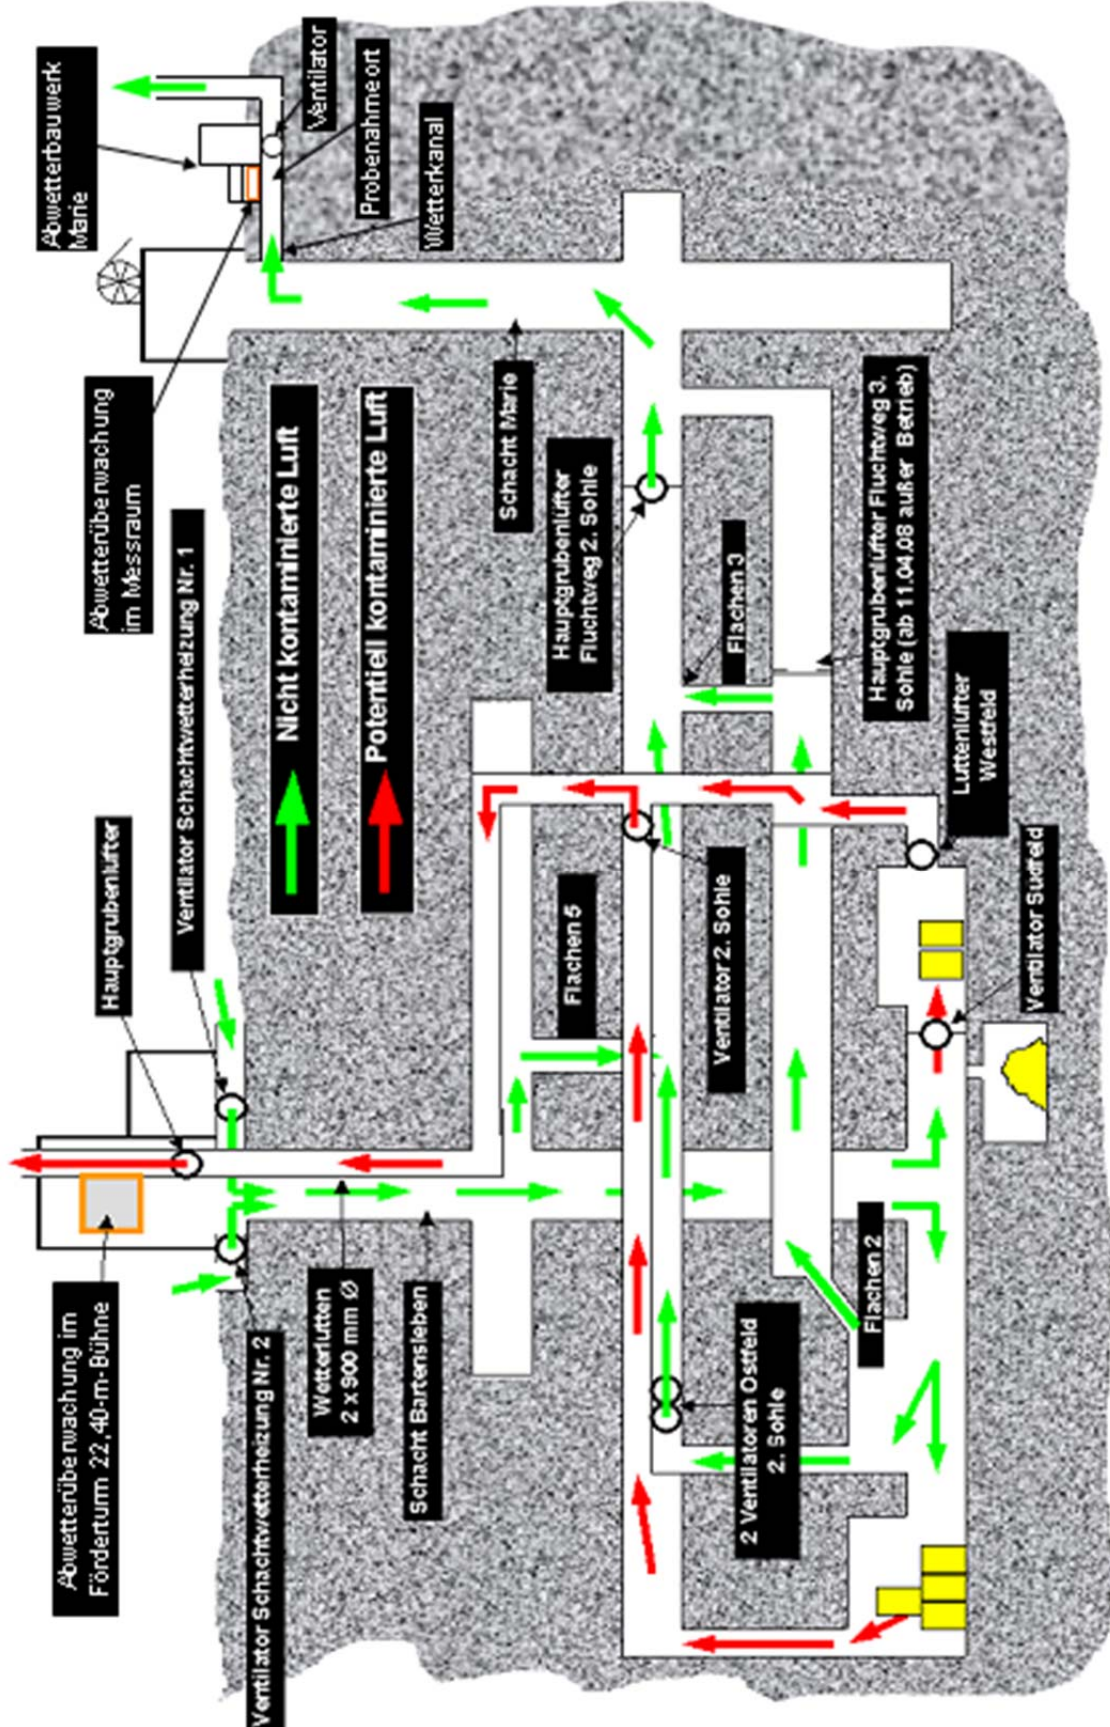 Abwetterbauwerk
Marie
Ventilator
Probenahmeort
Wetterkanal
Abwetterüberwachung
im Messraum
Schacht Marie
Nicht kontaminierte Luft
Potentiell kontaminierte Luft
Hauptgrubenlüfter
Fluchtweg 2. Sohle
Hauptgrubenlüfter Fluchtweg 3.
Sohle (ab 11.04.08 außer Betrieb)
Flachen 3
Ventilator Schachtwetterheizung Nr. 1
Hauptgrubenlüfter
Luttenlüfter
Westfeld
Flachen 5
Ventilator 2. Sohle
Ventilator Südfeld
Abwetterüberwachung im
Förderturm 22,40-m-Bühne
Ventilator Schachtwetterheizung Nr. 2
Wetterlutten
2 x 900 mm Ø
Schacht Bartensleben
Flachen 2
2 Ventilatoren Ostfeld
2. Sohle